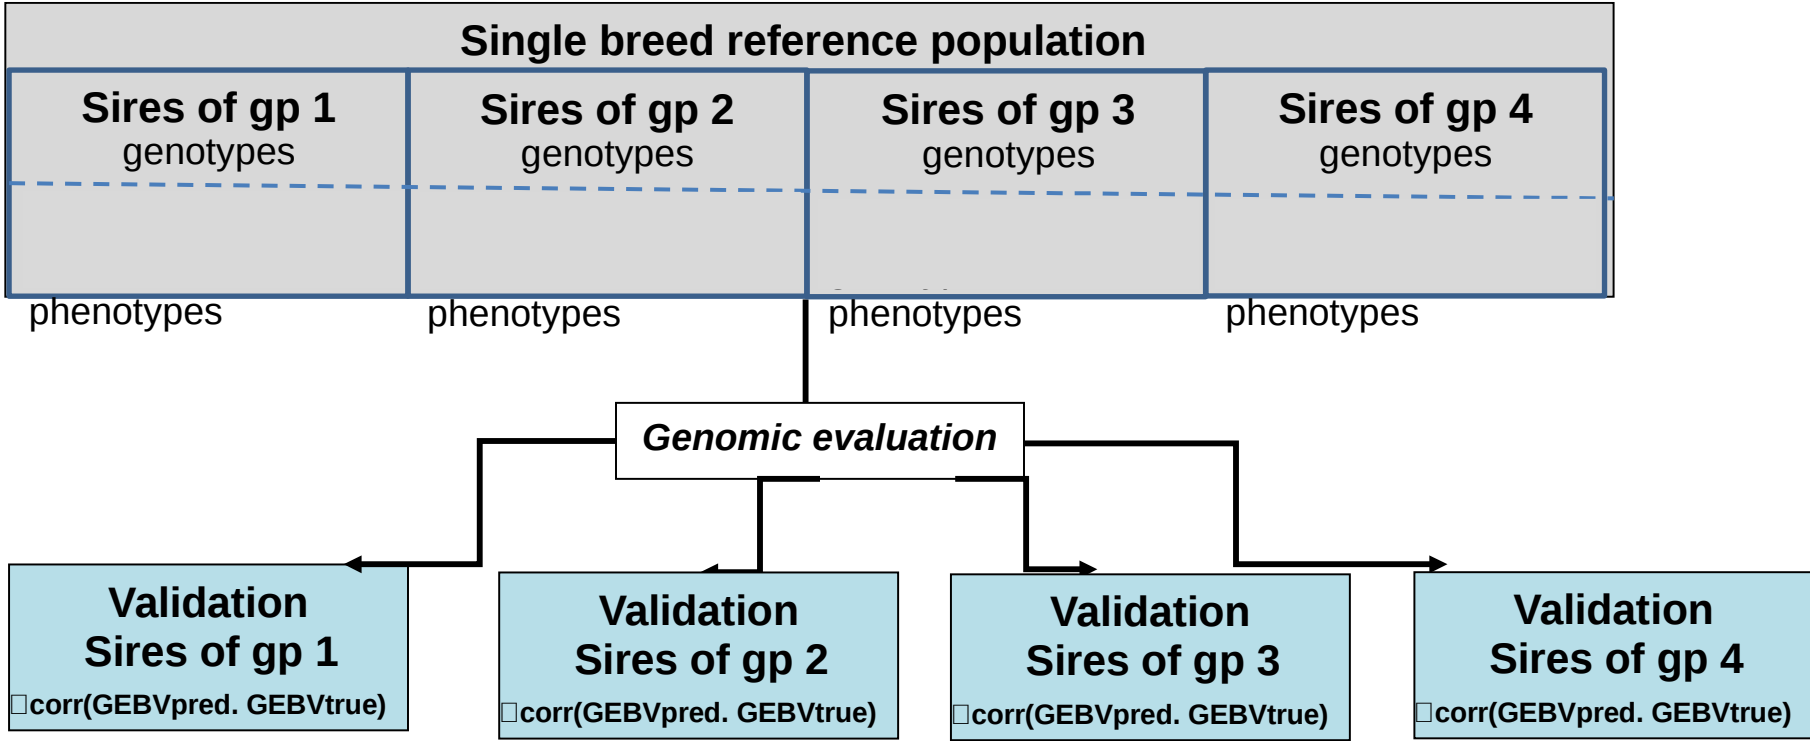 Single breed reference population
Sires of gp 1
genotypes
phenotypes
Sires of gp 2
genotypes
phenotypes
Sires of gp 3
genotypes
phenotypes
Sires of gp 4
genotypes
phenotypes
Genomic evaluation
Validation
Sires of gp 1
□corr(GEBVpred. GEBVtrue)
Validation
Sires of gp 2
□corr(GEBVpred. GEBVtrue)
Validation
Sires of gp 3
□corr(GEBVpred. GEBVtrue)
Validation
Sires of gp 4
□corr(GEBVpred. GEBVtrue)